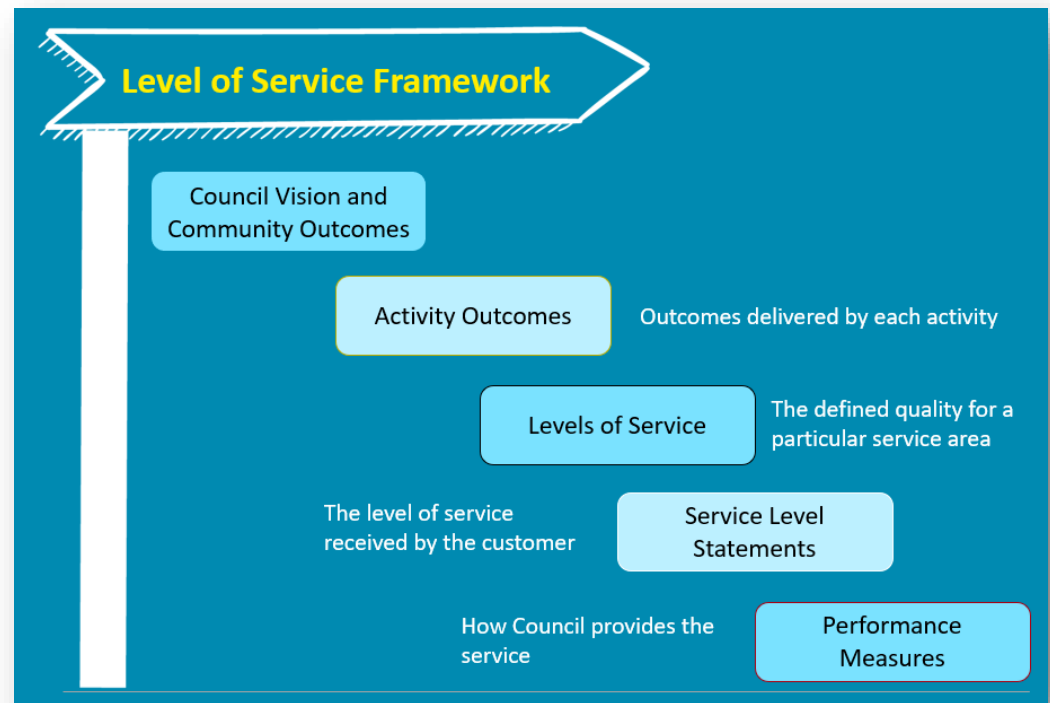 Level of Service Framework
Council Vision and
Community Outcomes
Activity Outcomes
Outcomes delivered by each activity
Levels of Service
The defined quality for a
particular service area
The level of service
received by the customer
Service Level
Statements
How Council provides the
service
Performance
Measures